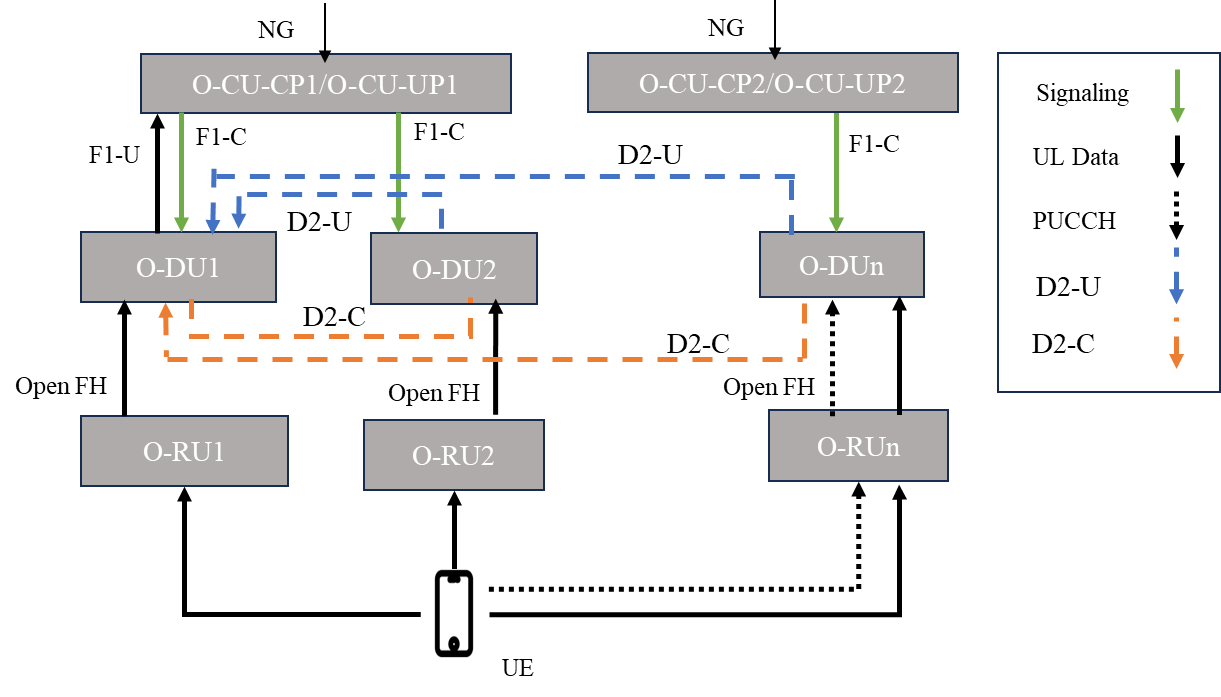 NG
NG
O-CU-CP1/O-CU-UP1
O-CU-CP2/O-CU-UP2
Signaling
F1-U
F1-C
F1-C
F1-C
UL Data
D2-U
D2-U
PUCCH
O-DU1
O-DU2
O-DUn
D2-U
D2-C
D2-C
D2-C
Open FH
Open FH
Open FH
O-RU1
O-RU2
O-RUn
UE